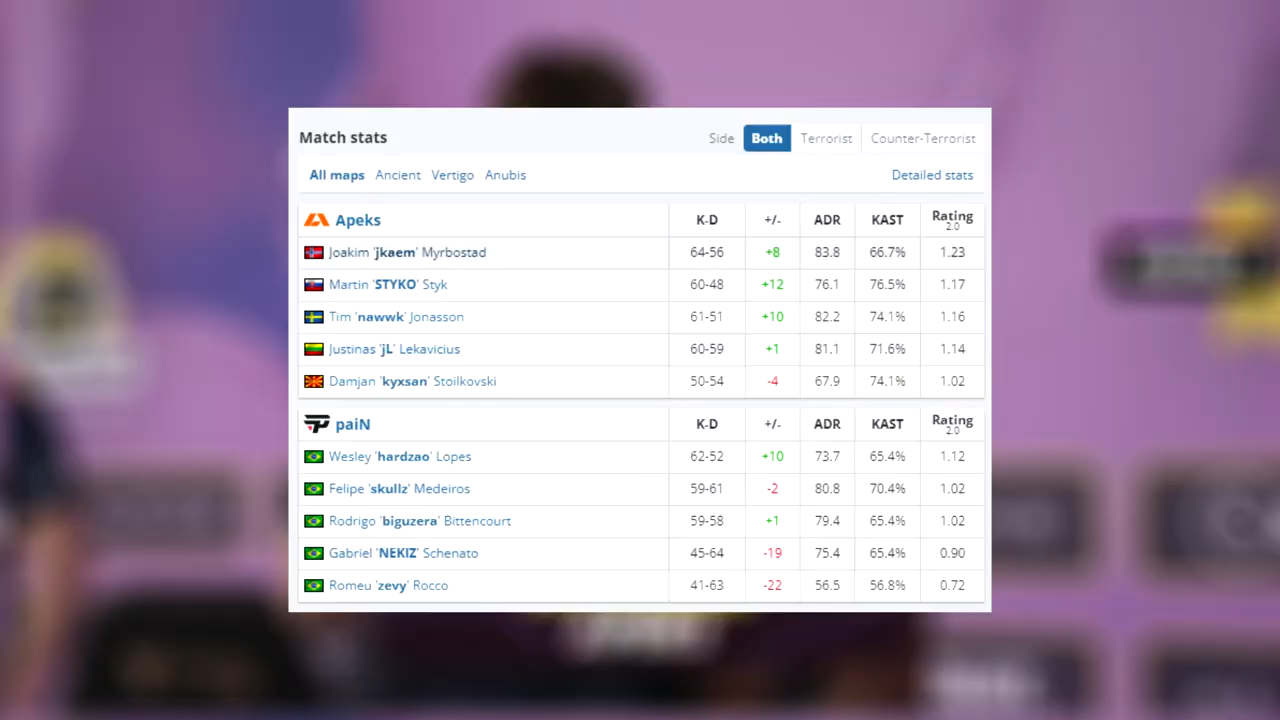 Match stats Side Both Terrorist Counter-Terrorist
All maps Ancient Vertigo Anubis Detailed stats
Apeks K-D +/- ADR KAST Rating 2.0
Joakim 'jkaem' Myrbostad 64-56 +8 83.8 66.7% 1.23
Martin 'STYKO' Styk 60-48 +12 76.1 76.5% 1.17
Tim 'nawwk' Jonasson 61-51 +10 82.2 74.1% 1.16
Justinas 'jL' Lekavicius 60-59 +1 81.1 71.6% 1.14
Damjan 'kyxsan' Stoilkovski 50-54 -4 67.9 74.1% 1.02
paiN K-D +/- ADR KAST Rating 2.0
Wesley 'hardzao' Lopes 62-52 +10 73.7 65.4% 1.12
Felipe 'skullz' Medeiros 59-61 -2 80.8 70.4% 1.02
Rodrigo 'biguzera' Bittencourt 59-58 +1 79.4 65.4% 1.02
Gabriel 'NEKIZ' Schenato 45-64 -19 75.4 65.4% 0.90
Romeu 'zevy' Rocco 41-63 -22 56.5 56.8% 0.72